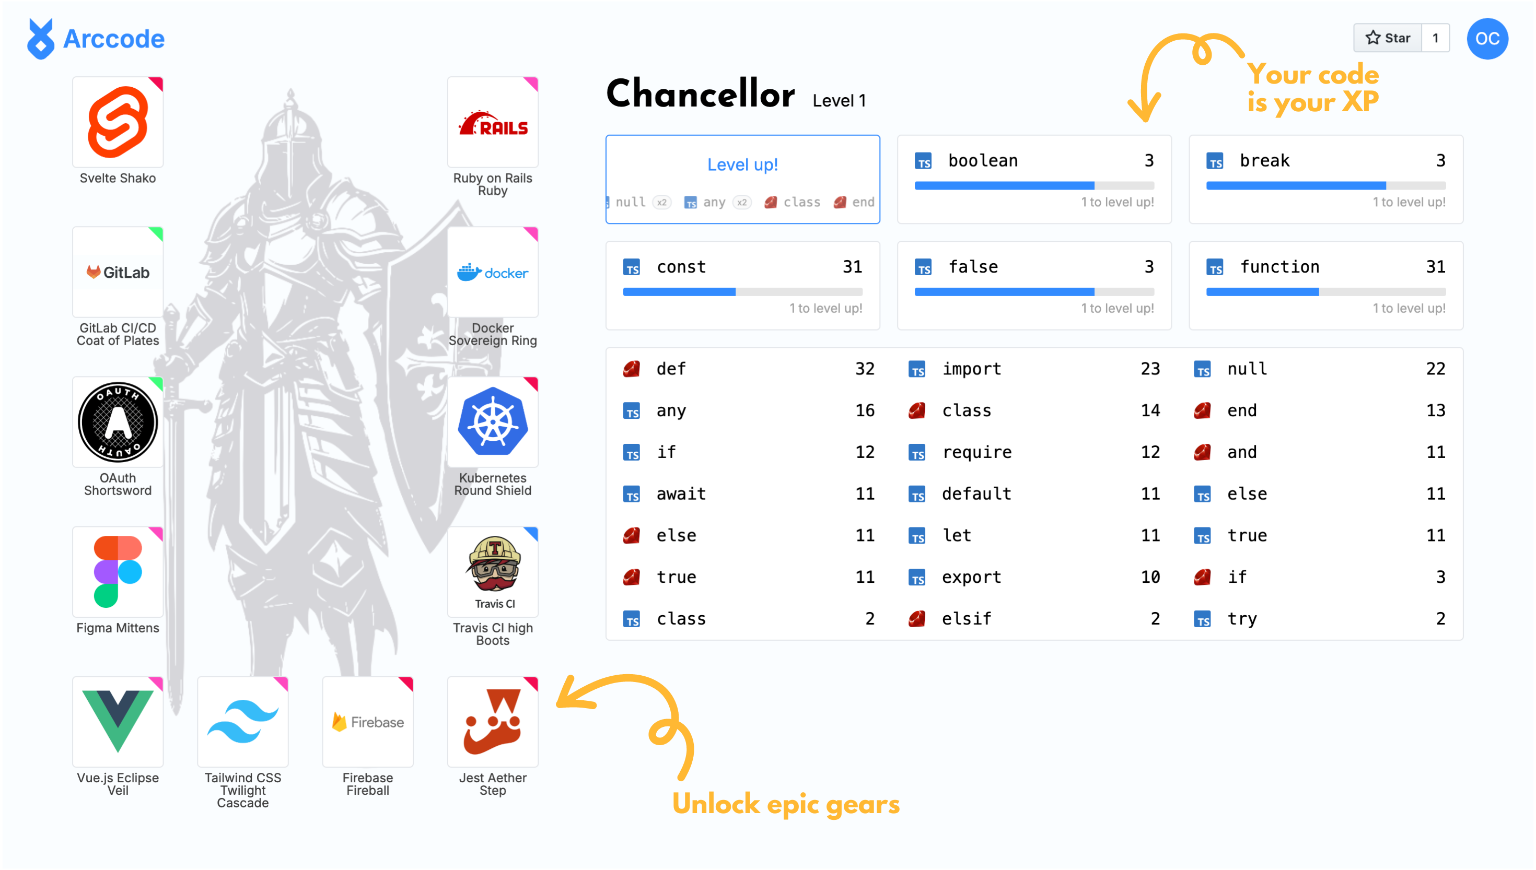 Arccode
Star 1
OC
Your code
is your XP
Svelte Shako
RAILS
Ruby on Rails
Ruby
GitLab
GitLab CI/CD
Coat of Plates
docker
Docker
Sovereign Ring
OAUTH
A
OAUTH
OAuth
Shortsword
Kubernetes
Round Shield
Figma Mittens
T
Travis CI
Travis CI high
Boots
Vue.js Eclipse
Veil
Tailwind CSS
Twilight
Cascade
Firebase
Firebase
Fireball
Jest Aether
Step
Unlock epic gears
Chancellor Level 1
Level up!
null x2 TS any x2 class end
TS boolean 3
1 to level up!
TS break 3
1 to level up!
TS const 31
1 to level up!
TS false 3
1 to level up!
TS function 31
1 to level up!
def 32 TS import 23 TS null 22
TS any 16 class 14 end 13
TS if 12 TS require 12 and 11
TS await 11 TS default 11 TS else 11
else 11 TS let 11 TS true 11
true 11 TS export 10 if 3
TS class 2 elsif 2 TS try 2